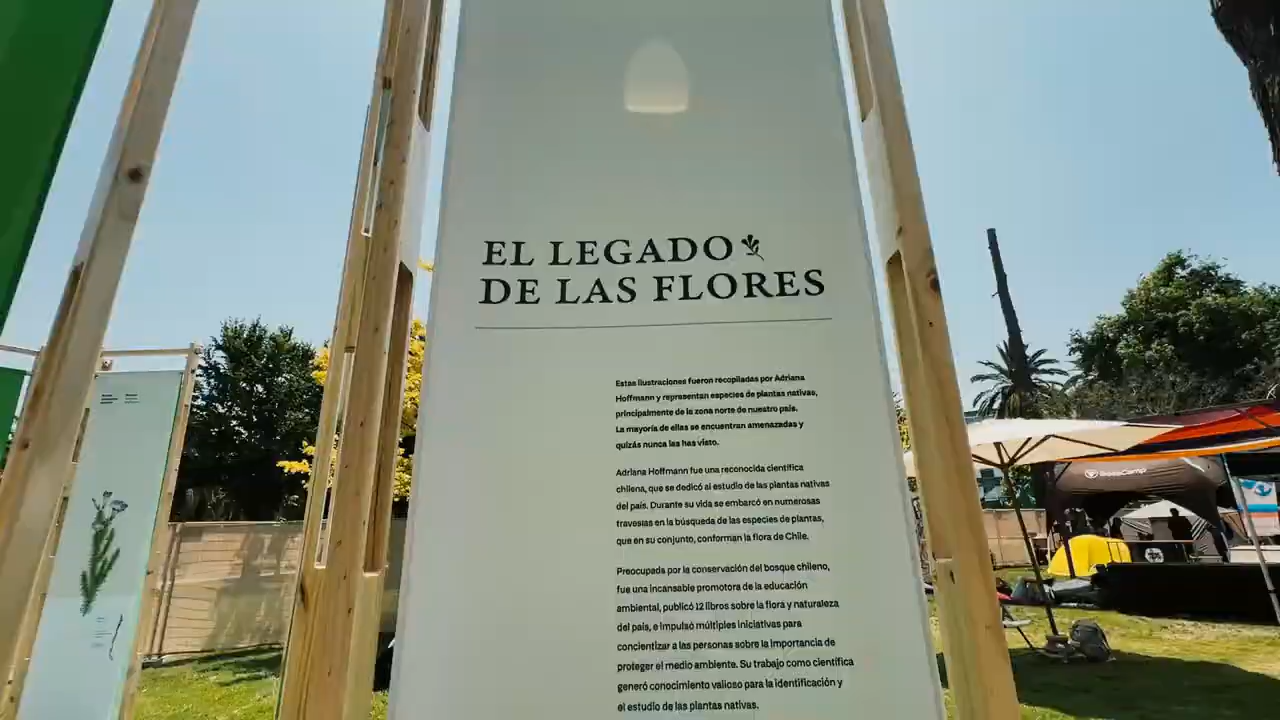 EL LEGADO
DE LAS FLORES
Estas ilustraciones fueron recopiladas por Adriana
Hoffmann y representan especies de plantas nativas,
principalmente de la zona norte de nuestro país.
La mayoría de ellas se encuentran amenazadas y
quizás nunca las has visto.
Adriana Hoffmann fue una reconocida científica
chilena, que se dedicó al estudio de las plantas nativas
del país. Durante su vida se embarcó en numerosas
travesías en la búsqueda de las especies de plantas,
que en su conjunto, conforman la flora de Chile.
Preocupada por la conservación del bosque chileno,
fue una incansable promotora de la educación
ambiental, publicó 12 libros sobre la flora y naturaleza
del país, e impulsó múltiples iniciativas para
concientizar a las personas sobre la importancia de
proteger el medio ambiente. Su trabajo como científica
generó conocimiento valioso para la identificación y
el estudio de las plantas nativas.
BaseCamp